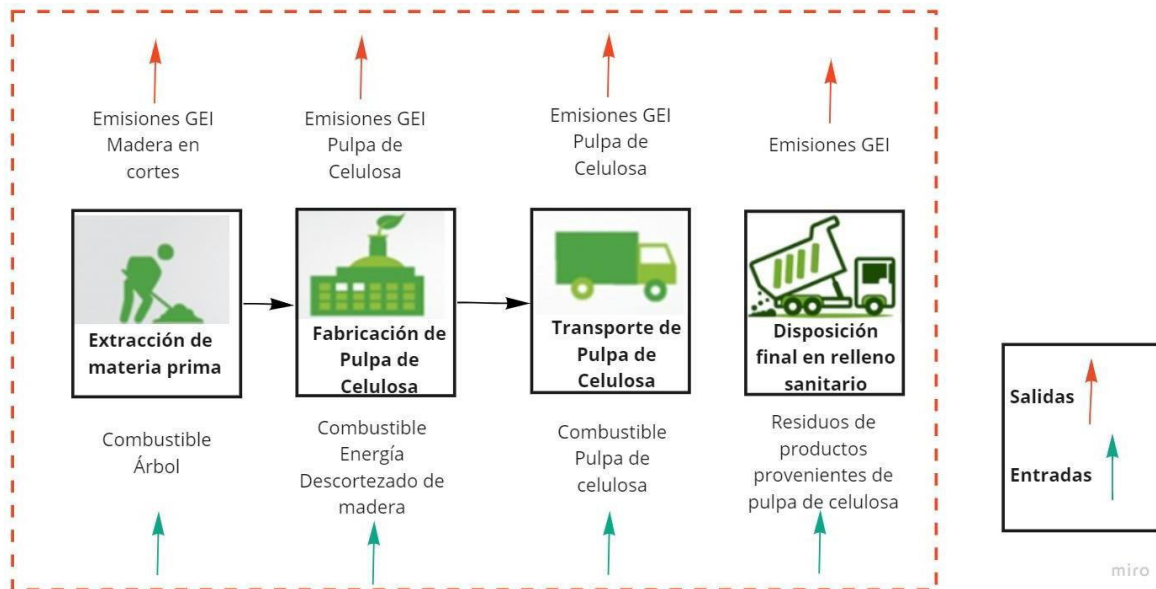 Emisiones GEI
Madera en
cortes
Emisiones GEI
Pulpa de
Celulosa
Emisiones GEI
Pulpa de
Celulosa
Emisiones GEI
Extracción de
materia prima
Fabricación de
Pulpa de
Celulosa
Transporte de
Pulpa de
Celulosa
Disposición
final en relleno
sanitario
Combustible
Árbol
Combustible
Energía
Descortezado de
madera
Combustible
Pulpa de
celulosa
Residuos de
productos
provenientes de
pulpa de celulosa
Salidas
Entradas
miro